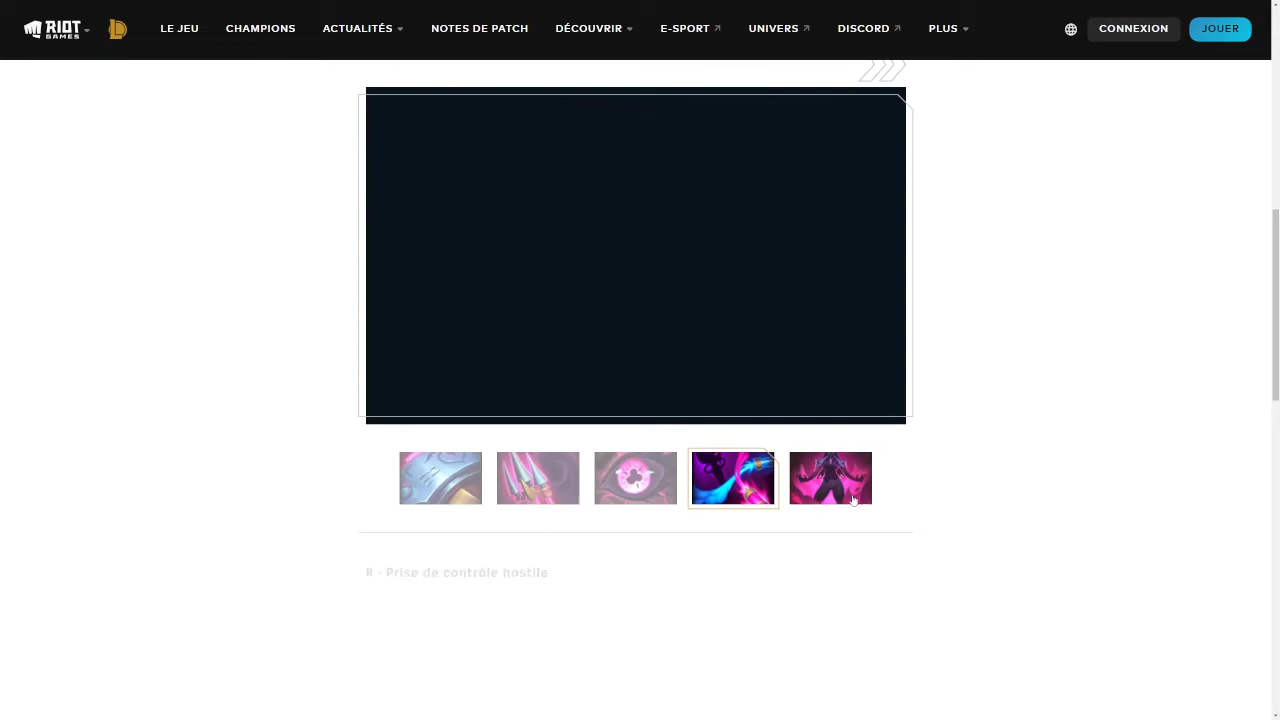 RIOT GAMES
LE JEU
CHAMPIONS
ACTUALITÉS
NOTES DE PATCH
DÉCOUVRIR
E-SPORT
UNIVERS
DISCORD
PLUS
CONNEXION
JOUER
R - Prise de contrôle hostile